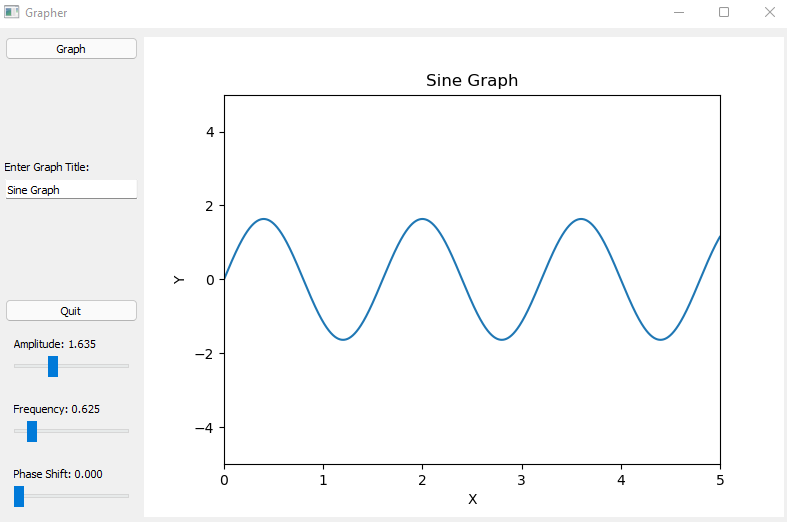 Grapher
Graph
Enter Graph Title:
Sine Graph
Quit
Amplitude: 1.635
Frequency: 0.625
Phase Shift: 0.000
Sine Graph
Y
4
2
0
−2
−4
0 1 2 3 4 5
X